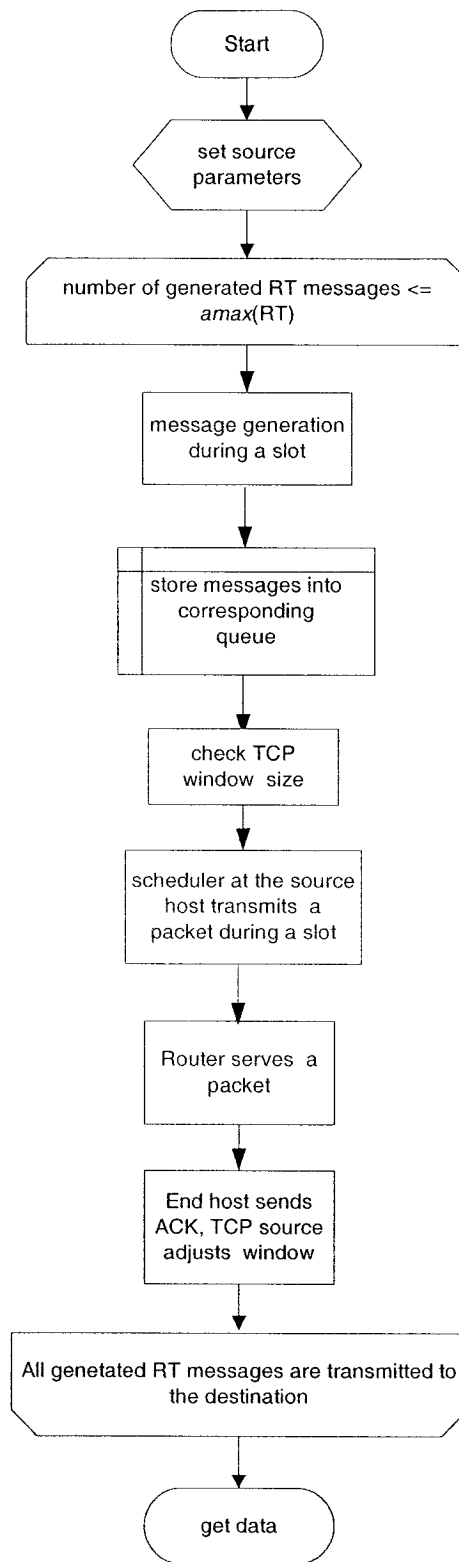 Start
set source
parameters
number of generated RT messages <=
amax(RT)
message generation
during a slot
store messages into
corresponding
queue
check TCP
window size
scheduler at the source
host transmits a
packet during a slot
Router serves a
packet
End host sends
ACK, TCP source
adjusts window
All genetated RT messages are transmitted to
the destination
get data